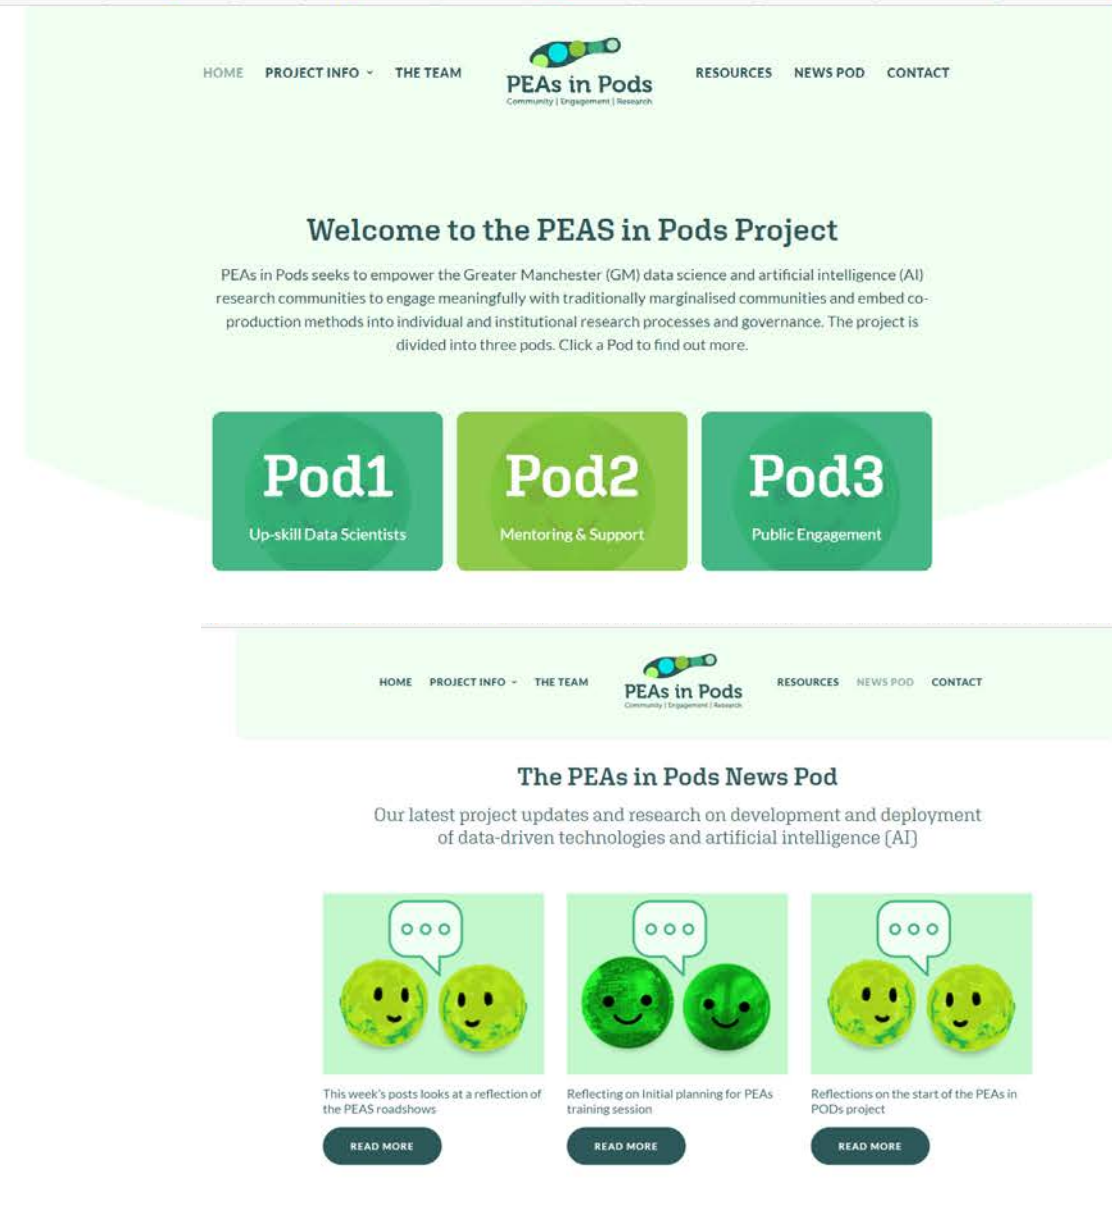 HOME PROJECT INFO THE TEAM
PEAs in Pods
Community | Engagement | Research
RESOURCES NEWS POD CONTACT
Welcome to the PEAS in Pods Project
PEAs in Pods seeks to empower the Greater Manchester (GM) data science and artificial intelligence (AI)
research communities to engage meaningfully with traditionally marginalised communities and embed co-
production methods into individual and institutional research processes and governance. The project is
divided into three pods. Click a Pod to find out more.
Pod1
Up-skill Data Scientists
Pod2
Mentoring & Support
Pod3
Public Engagement
HOME PROJECT INFO THE TEAM
PEAs in Pods
Community | Engagement | Research
RESOURCES NEWS POD CONTACT
The PEAs in Pods News Pod
Our latest project updates and research on development and deployment
of data-driven technologies and artificial intelligence (AI)
This week's posts looks at a reflection of
the PEAS roadshows
READ MORE
Reflecting on Initial planning for PEAs
training session
READ MORE
Reflections on the start of the PEAs in
PODs project
READ MORE